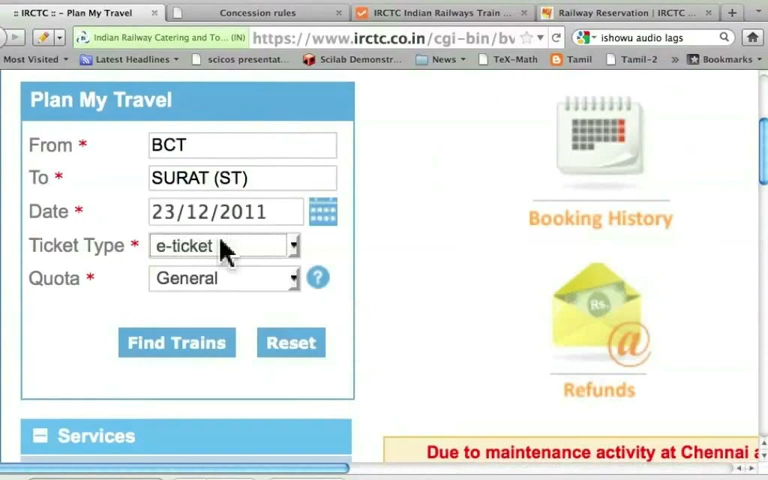 :: IRCTC :: - Plan My Travel
Concession rules
IRCTC Indian Railways Train ...
Railway Reservation | IRCTC ...
Indian Railway Catering and To... (IN)
https://www.irctc.co.in/cgi-bin/bv
ishowu audio lags
Most Visited
Latest Headlines
scicos presentat...
Scilab Demonstr...
News
TeX-Math
Tamil
Tamil-2
Bookmarks
Plan My Travel
From *
BCT
To *
SURAT (ST)
Date *
23/12/2011
Ticket Type *
e-ticket
Quota *
General
?
Find Trains
Reset
Services
Booking History
Rs.
@
Refunds
Due to maintenance activity at Chennai a